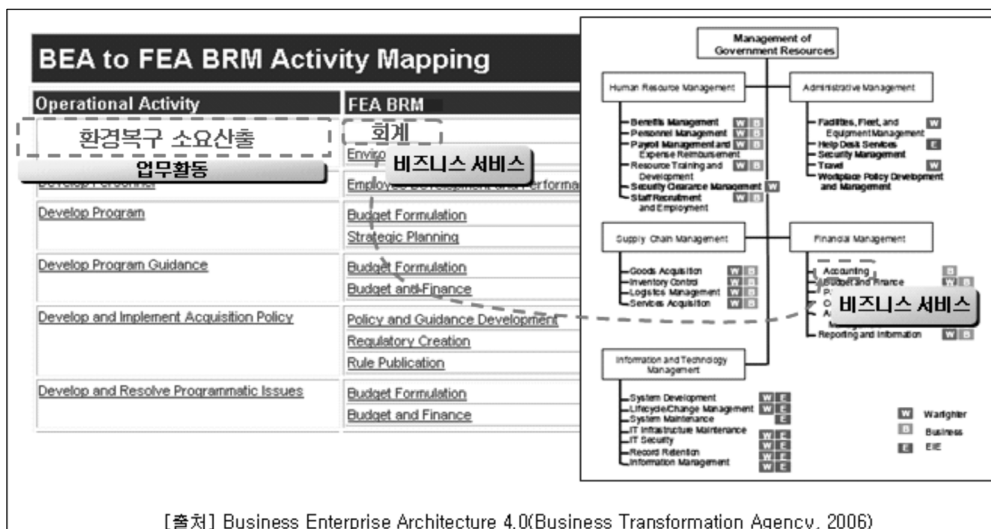 BEA to FEA BRM Activity Mapping
Operational Activity
FEA BRM
환경복구 소요산출
회계
업무활동
비즈니스 서비스
Develop Personnel
Develop Program
Budget Formulation
Strategic Planning
Develop Program Guidance
Budget Formulation
Budget and Finance
Develop and Implement Acquisition Policy
Policy and Guidance Development
Regulatory Creation
Rule Publication
Develop and Resolve Programmatic Issues
Budget Formulation
Budget and Finance
Management of
Government Resources
Human Resource Management
Benefits Management W B
Personnel Management W B
Payroll Management and W B
Expense Reimbursement
Resource Training and W B
Development
Security Clearance Management W
Staff Recruitment W B
and Employment
Administrative Management
Facilities, Fleet, and W
Equipment Management
Help Desk Services E
Security Management
Travel W
Workplace Policy Development
and Management
Supply Chain Management
Goods Acquisition W B
Inventory Control W B
Logistics Management W B
Services Acquisition W B
Financial Management
Accounting B
Budget and Finance W B
비즈니스 서비스
Reporting and Information W B
Information and Technology
Management
System Development W E
Lifecycle/Change Management W E
System Maintenance E
IT Infrastructure Maintenance W E
IT Security W E
Record Retention W E
Information Management W E
W Warfighter
B Business
E EIE
[출처] Business Enterprise Architecture 4.0(Business Transformation Agency, 2006)